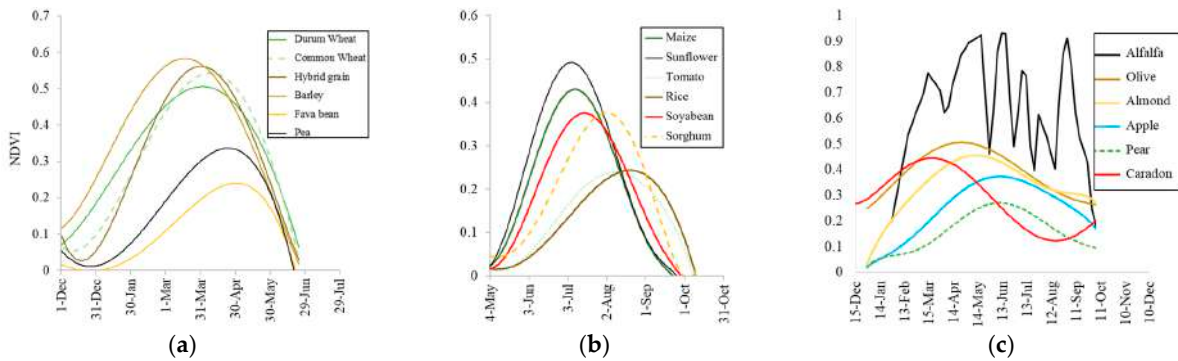 0.7
0.6
0.5
0.4
0.3
0.2
0.1
0
NDVI
1-Dec
31-Dec
30-Jan
1-Mar
31-Mar
30-Apr
30-May
29-Jun
29-Jul
Durum Wheat
Common Wheat
Hybrid grain
Barley
Fava bean
Pea
(a)
0.6
0.5
0.4
0.3
0.2
0.1
0
4-May
3-Jun
3-Jul
2-Aug
1-Sep
1-Oct
31-Oct
Maize
Sunflower
Tomato
Rice
Soyabean
Sorghum
(b)
1
0.9
0.8
0.7
0.6
0.5
0.4
0.3
0.2
0.1
0
15-Dec
14-Jan
13-Feb
15-Mar
14-Apr
14-May
13-Jun
13-Jul
12-Aug
11-Sep
11-Oct
10-Nov
10-Dec
Alfalfa
Olive
Almond
Apple
Pear
Caradon
(c)